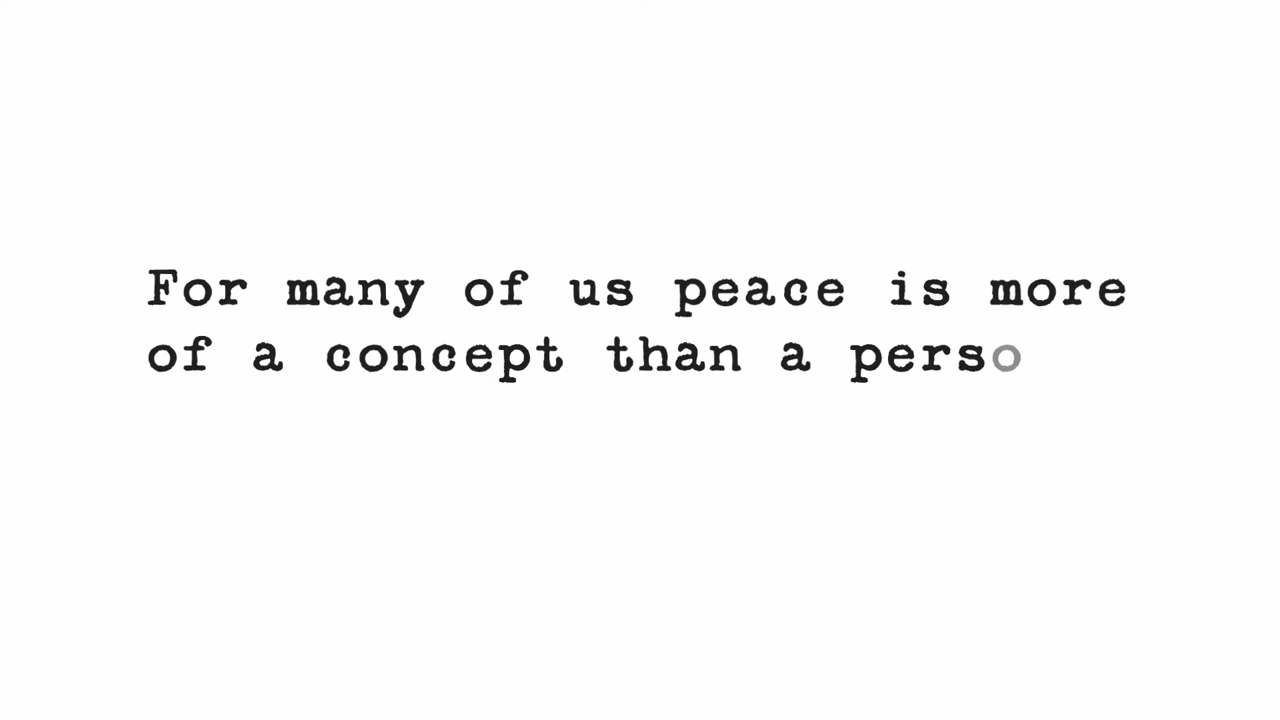 For many of us peace is more
of a concept than a perso